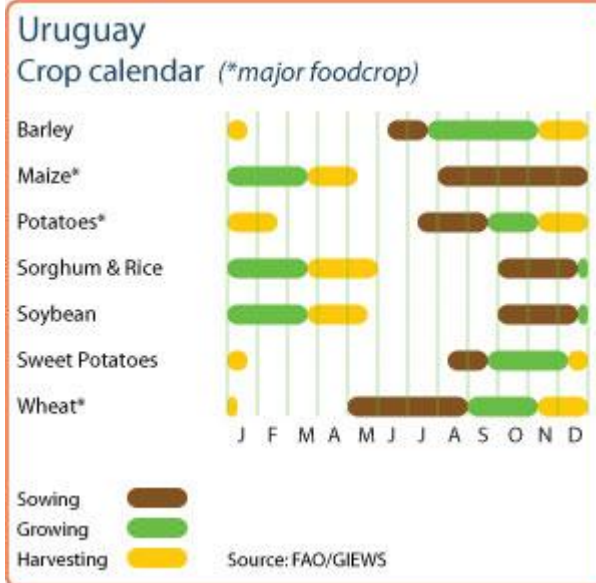 Uruguay
Crop calendar (*major foodcrop)
Barley
Maize*
Potatoes*
Sorghum & Rice
Soybean
Sweet Potatoes
Wheat*
J F M A M J J A S O N D
Sowing
Growing
Harvesting
Source: FAO/GIEWS